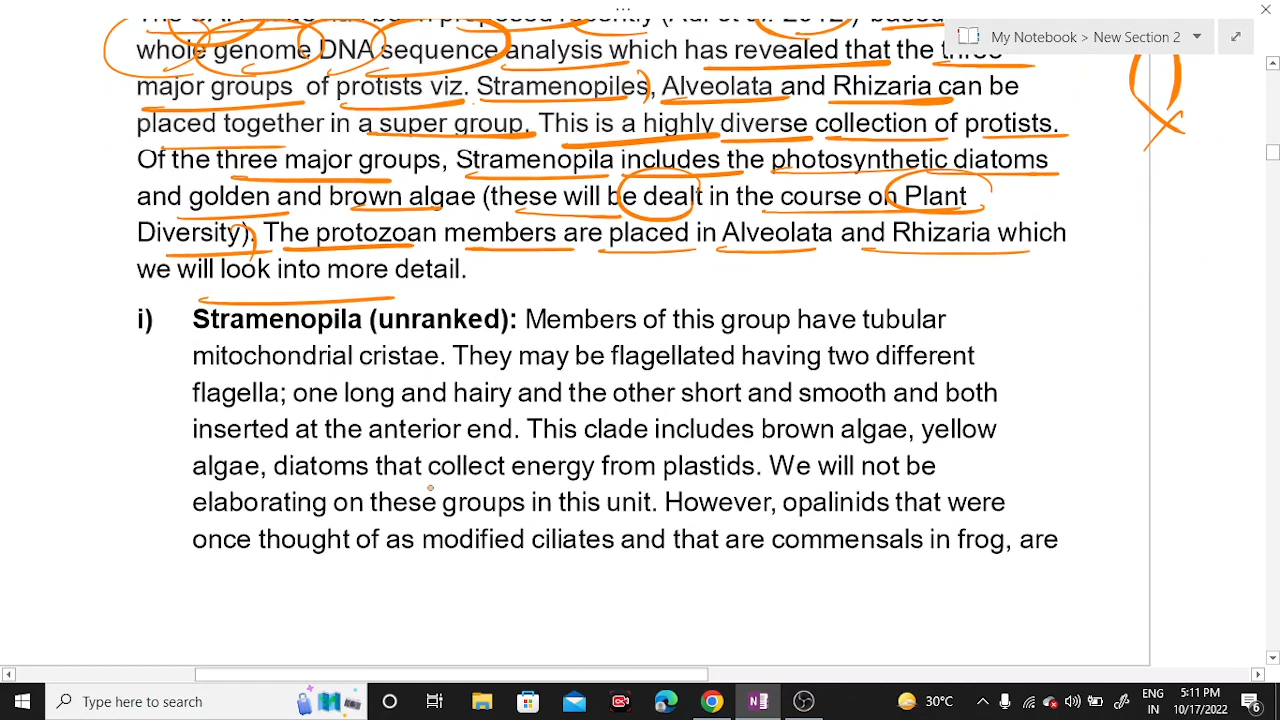 ...
My Notebook > New Section 2
whole genome DNA sequence analysis which has revealed that the three
major groups of protists viz. Stramenopiles, Alveolata and Rhizaria can be
placed together in a super group. This is a highly diverse collection of protists.
Of the three major groups, Stramenopila includes the photosynthetic diatoms
and golden and brown algae (these will be dealt in the course on Plant
Diversity). The protozoan members are placed in Alveolata and Rhizaria which
we will look into more detail.
i) Stramenopila (unranked): Members of this group have tubular
mitochondrial cristae. They may be flagellated having two different
flagella; one long and hairy and the other short and smooth and both
inserted at the anterior end. This clade includes brown algae, yellow
algae, diatoms that collect energy from plastids. We will not be
elaborating on these groups in this unit. However, opalinids that were
once thought of as modified ciliates and that are commensals in frog, are
Type here to search
30°C
ENG
IN
5:11 PM
10/17/2022
6